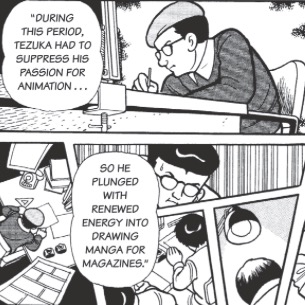 "DURING
THIS PERIOD,
TEZUKA HAD TO
SUPPRESS HIS
PASSION FOR
ANIMATION...
SO HE
PLUNGED
WITH
RENEWED
ENERGY INTO
DRAWING
MANGA FOR
MAGAZINES."